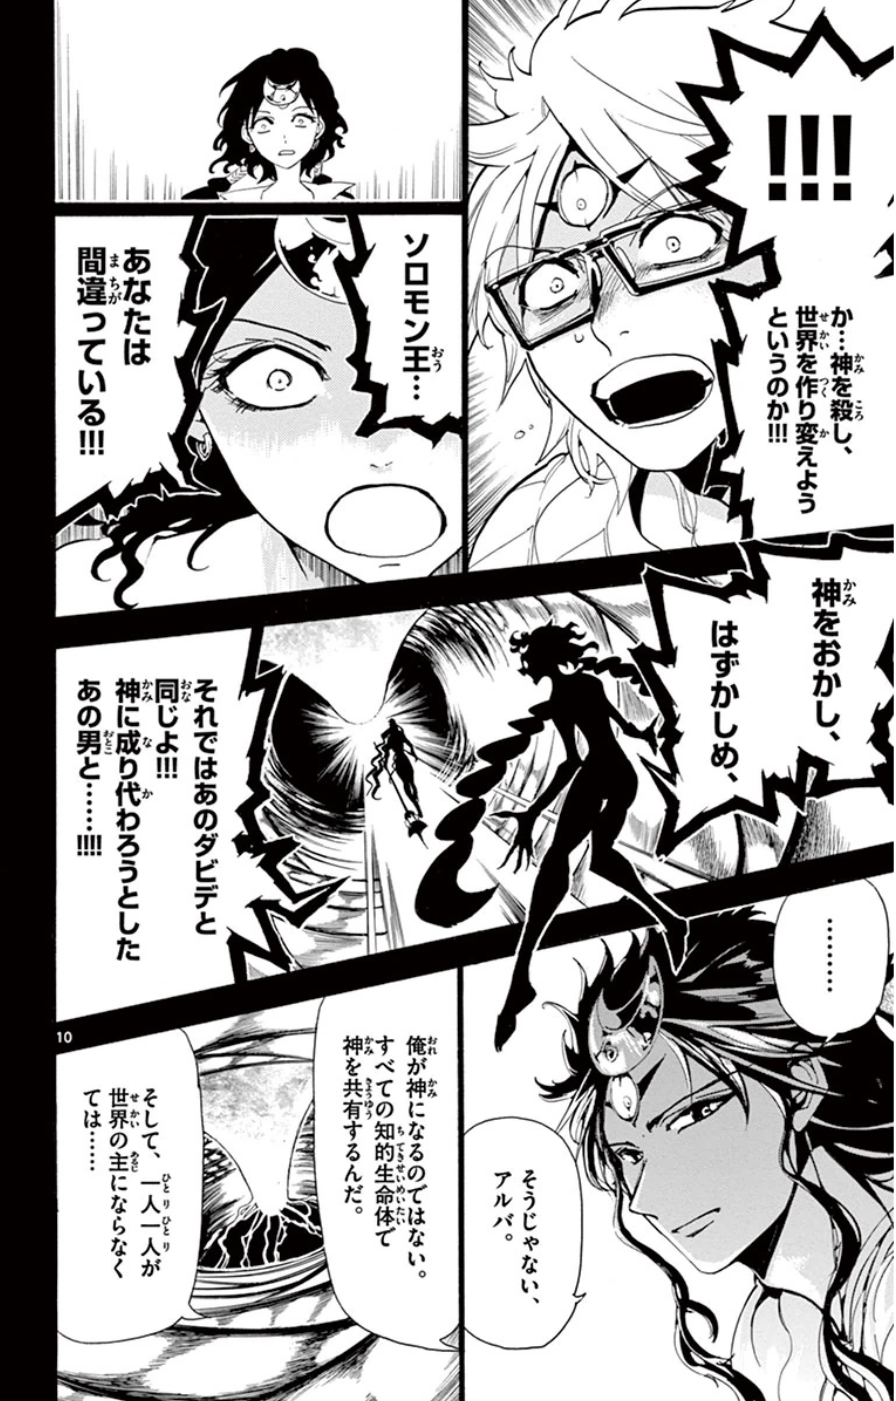 !!!
か…神を殺し、
世界を作り変えよう
というのか!!!
ソロモン王…
あなたは
間違っている!!!
神をおかし、
はずかしめ、
それではあのダビデと
同じよ!!!
神に成り代わろうとした
あの男と……!!!!
…………
そうじゃない、
アルバ。
俺が神になるのではない。
すべての知的生命体で
神を共有するんだ。
そして、一人一人が
世界の主にならなく
ては……
10